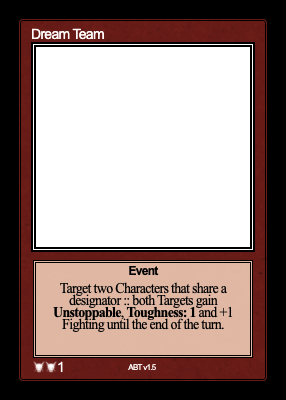 Dream Team
Event
Target two Characters that share a
designator :: both Targets gain
Unstoppable, Toughness: 1 and +1
Fighting until the end of the turn.
1
ABT v1.5